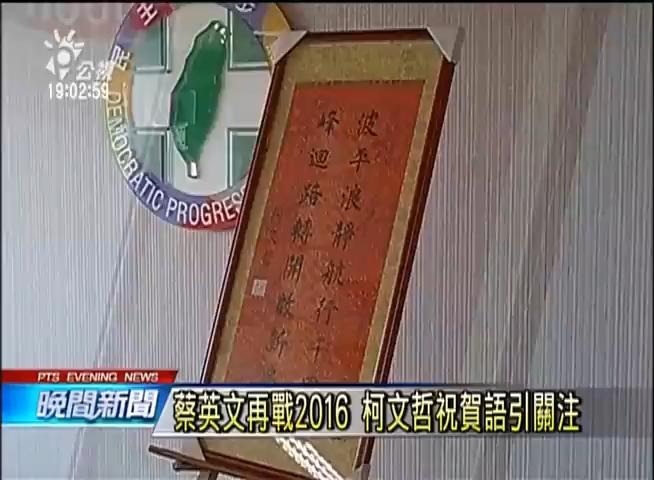 公視
19:02:59
民主
DEMOCRATIC PROGRES
波平浪靜航行千
峰迴路轉開啟新
PTS EVENING NEWS
晚間新聞
蔡英文再戰2016 柯文哲祝賀語引關注